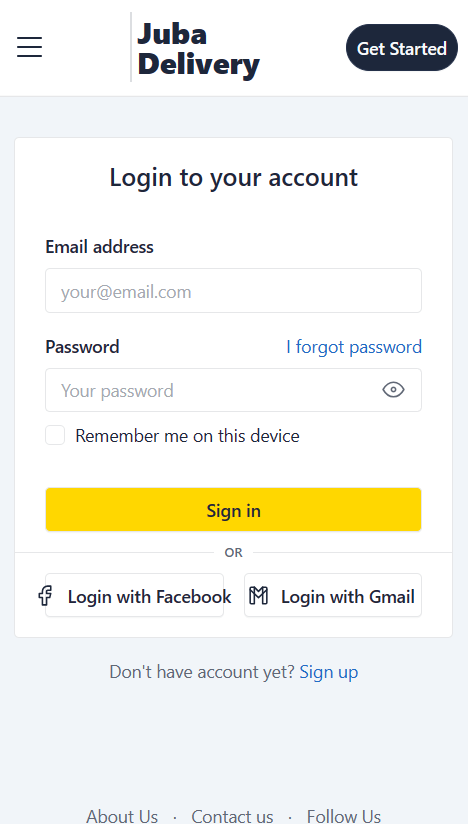 Juba
Delivery
Get Started
Login to your account
Email address
your@email.com
Password
I forgot password
Your password
Remember me on this device
Sign in
OR
Login with Facebook
Login with Gmail
Don't have account yet? Sign up
About Us · Contact us · Follow Us